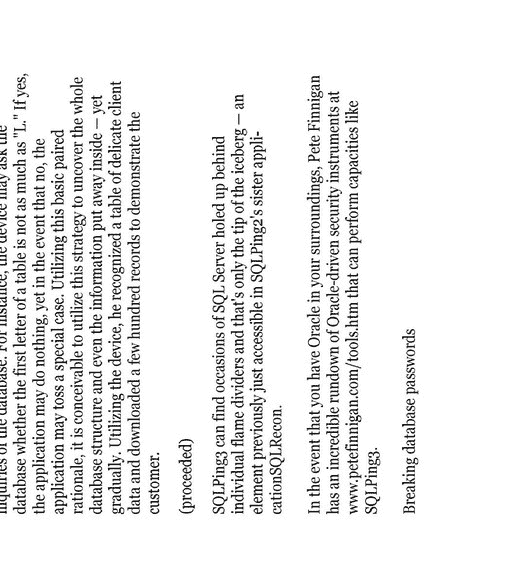 inquiries of the database. For instance, the device may ask the
database whether the first letter of a table is not as much as "L." If yes,
the application may do nothing, yet in the event that no, the
application may toss a special case. Utilizing this basic paired
rationale, it is conceivable to utilize this strategy to uncover the whole
database structure and even the information put away inside — yet
gradually. Utilizing the device, he recognized a table of delicate client
data and downloaded a few hundred records to demonstrate the
customer.
(proceeded)
SQLPing3 can find occasions of SQL Server holed up behind
individual flame dividers and that's only the tip of the iceberg — an
element previously just accessible in SQLPing2's sister appli-
cationSQLRecon.
In the event that you have Oracle in your surroundings, Pete Finnigan
has an incredible rundown of Oracle-driven security instruments at
www.petefinnigan.com/tools.htm that can perform capacities like
SQLPing3.
Breaking database passwords